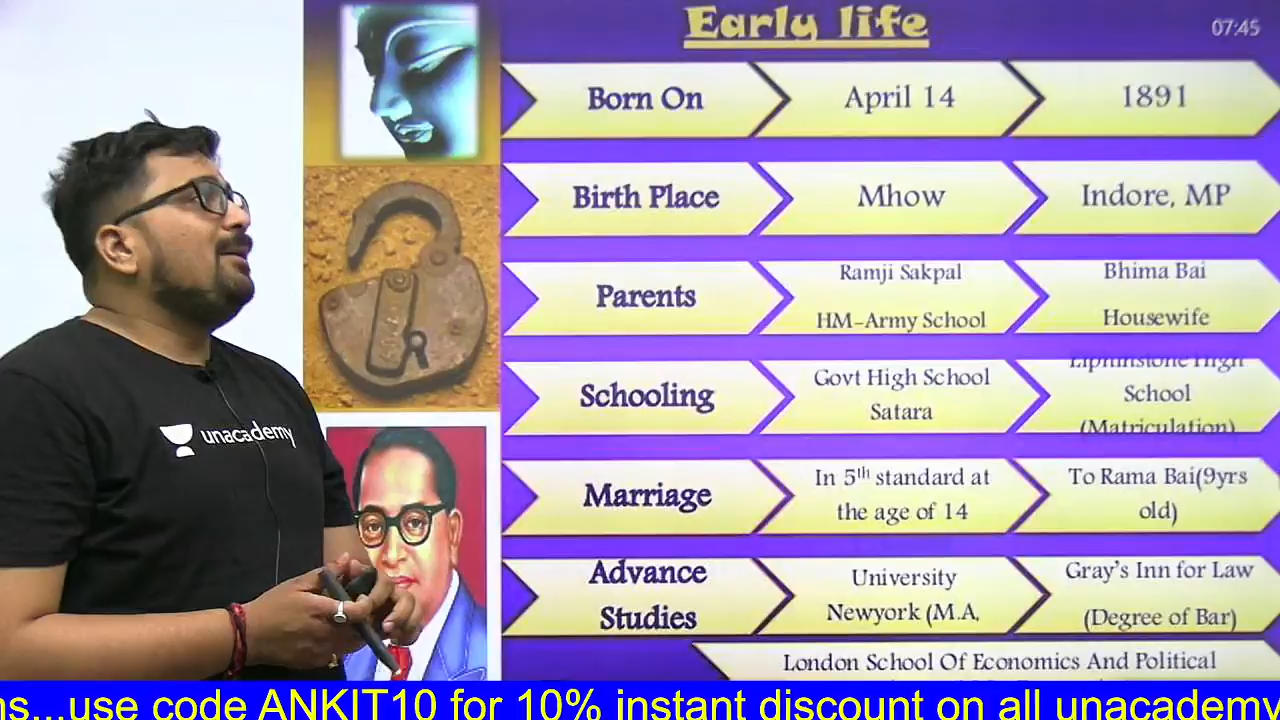 Early life
07:45
Born On
April 14
1891
Birth Place
Mhow
Indore, MP
Parents
Ramji Sakpal
HM-Army School
Bhima Bai
Housewife
Schooling
Govt High School
Satara
High
School
(Matriculation)
Marriage
In 5th standard at
the age of 14
To Rama Bai(9yrs
old)
Advance
Studies
University
Newyork (M.A,
Gray's Inn for Law
(Degree of Bar)
London School Of Economics And Political
unacademy
ns...use code ANKIT10 for 10% instant discount on all unacademy